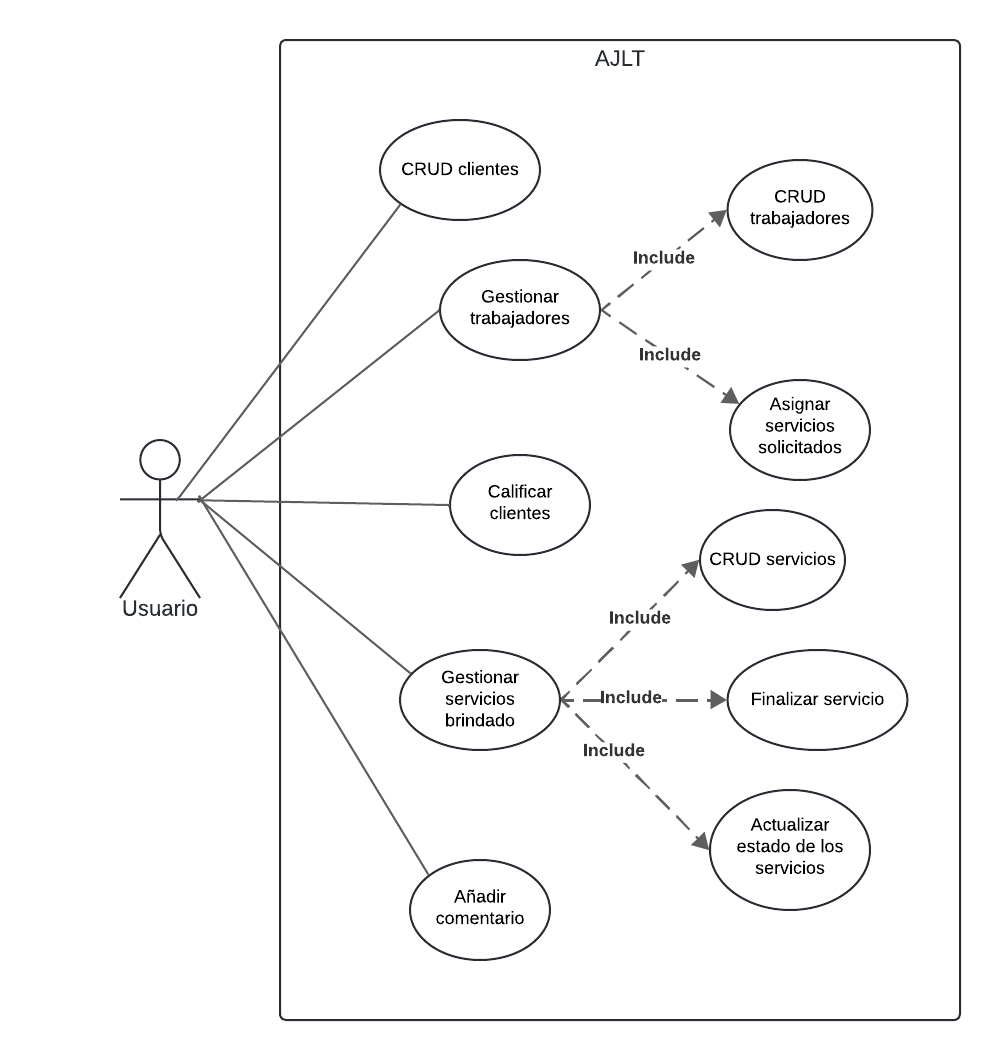 AJLT
CRUD clientes
CRUD
trabajadores
Include
Gestionar
trabajadores
Include
Asignar
servicios
solicitados
Calificar
clientes
CRUD servicios
Usuario
Include
Gestionar
servicios
brindado
Include
Finalizar servicio
Include
Actualizar
estado de los
servicios
Añadir
comentario